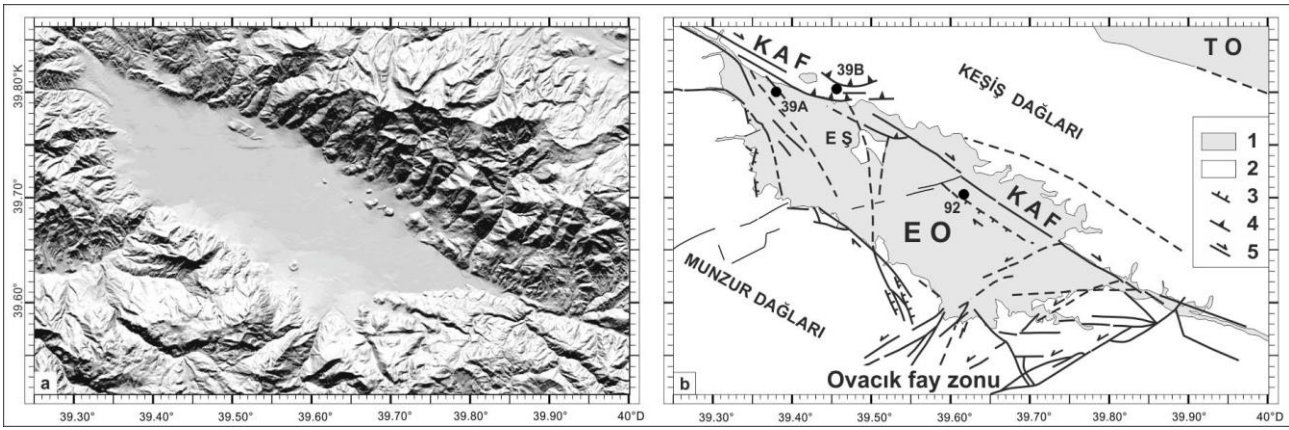 39.80°K
39.70°
39.60°
a
39.30°
39.40°
39.50°
39.60°
39.70°
39.80°
39.90°
40°D
KAF
39B
39A
EŞ
KEŞİŞ DAĞLARI
TO
1
2
3
4
5
92
KAF
EO
MUNZUR DAĞLARI
Ovacık fay zonu
b
39.30°
39.40°
39.50°
39.60°
39.70°
39.80°
39.90°
40°D